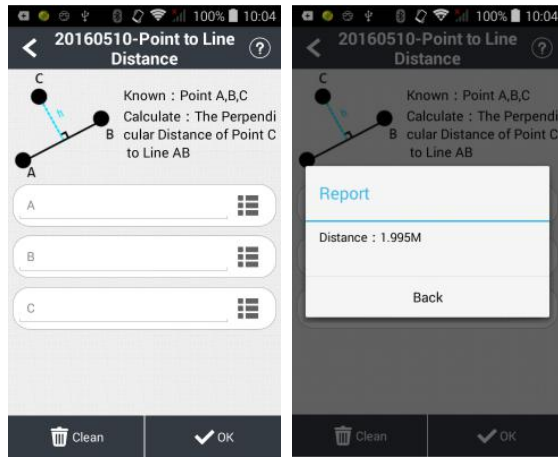 100% 10:04
20160510-Point to Line
Distance
?
C
Known : Point A,B,C
Calculate : The Perpendi
B cular Distance of Point C
to Line AB
A
A
B
C
Clean
OK
100% 10:04
20160510-Point to Line
Distance
?
C
Known : Point A,B,C
Calculate : The Perpendi
B cular Distance of Point C
to Line AB
Report
Distance : 1.995M
Back
Clean
OK